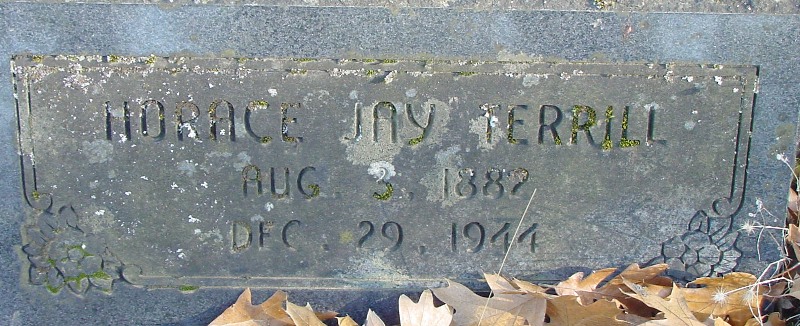 HORACE JAY TERRILL
AUG. 3, 1882
DEC. 29, 1944